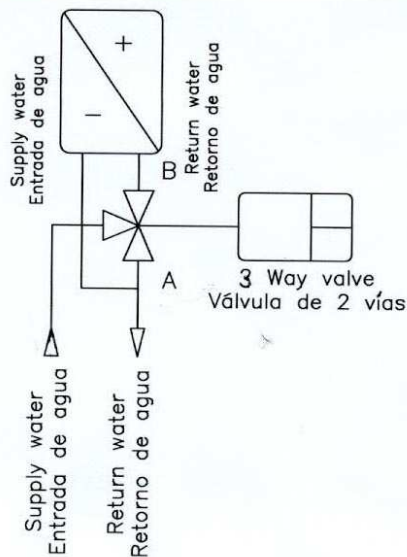 Supply water
Entrada de agua
+
−
Return water
Retorno de agua
B
A
3 Way valve
Válvula de 2 vías
Supply water
Entrada de agua
Return water
Retorno de agua